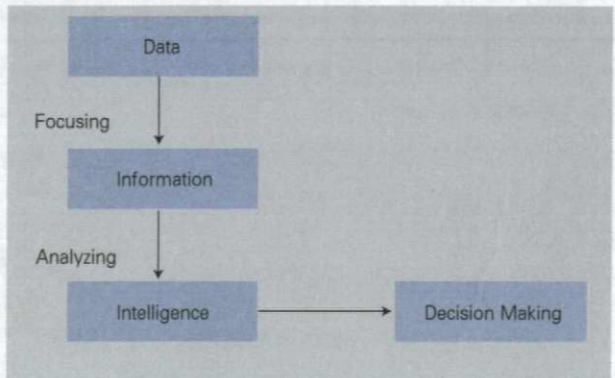 Data
Focusing
Information
Analyzing
Intelligence
Decision Making